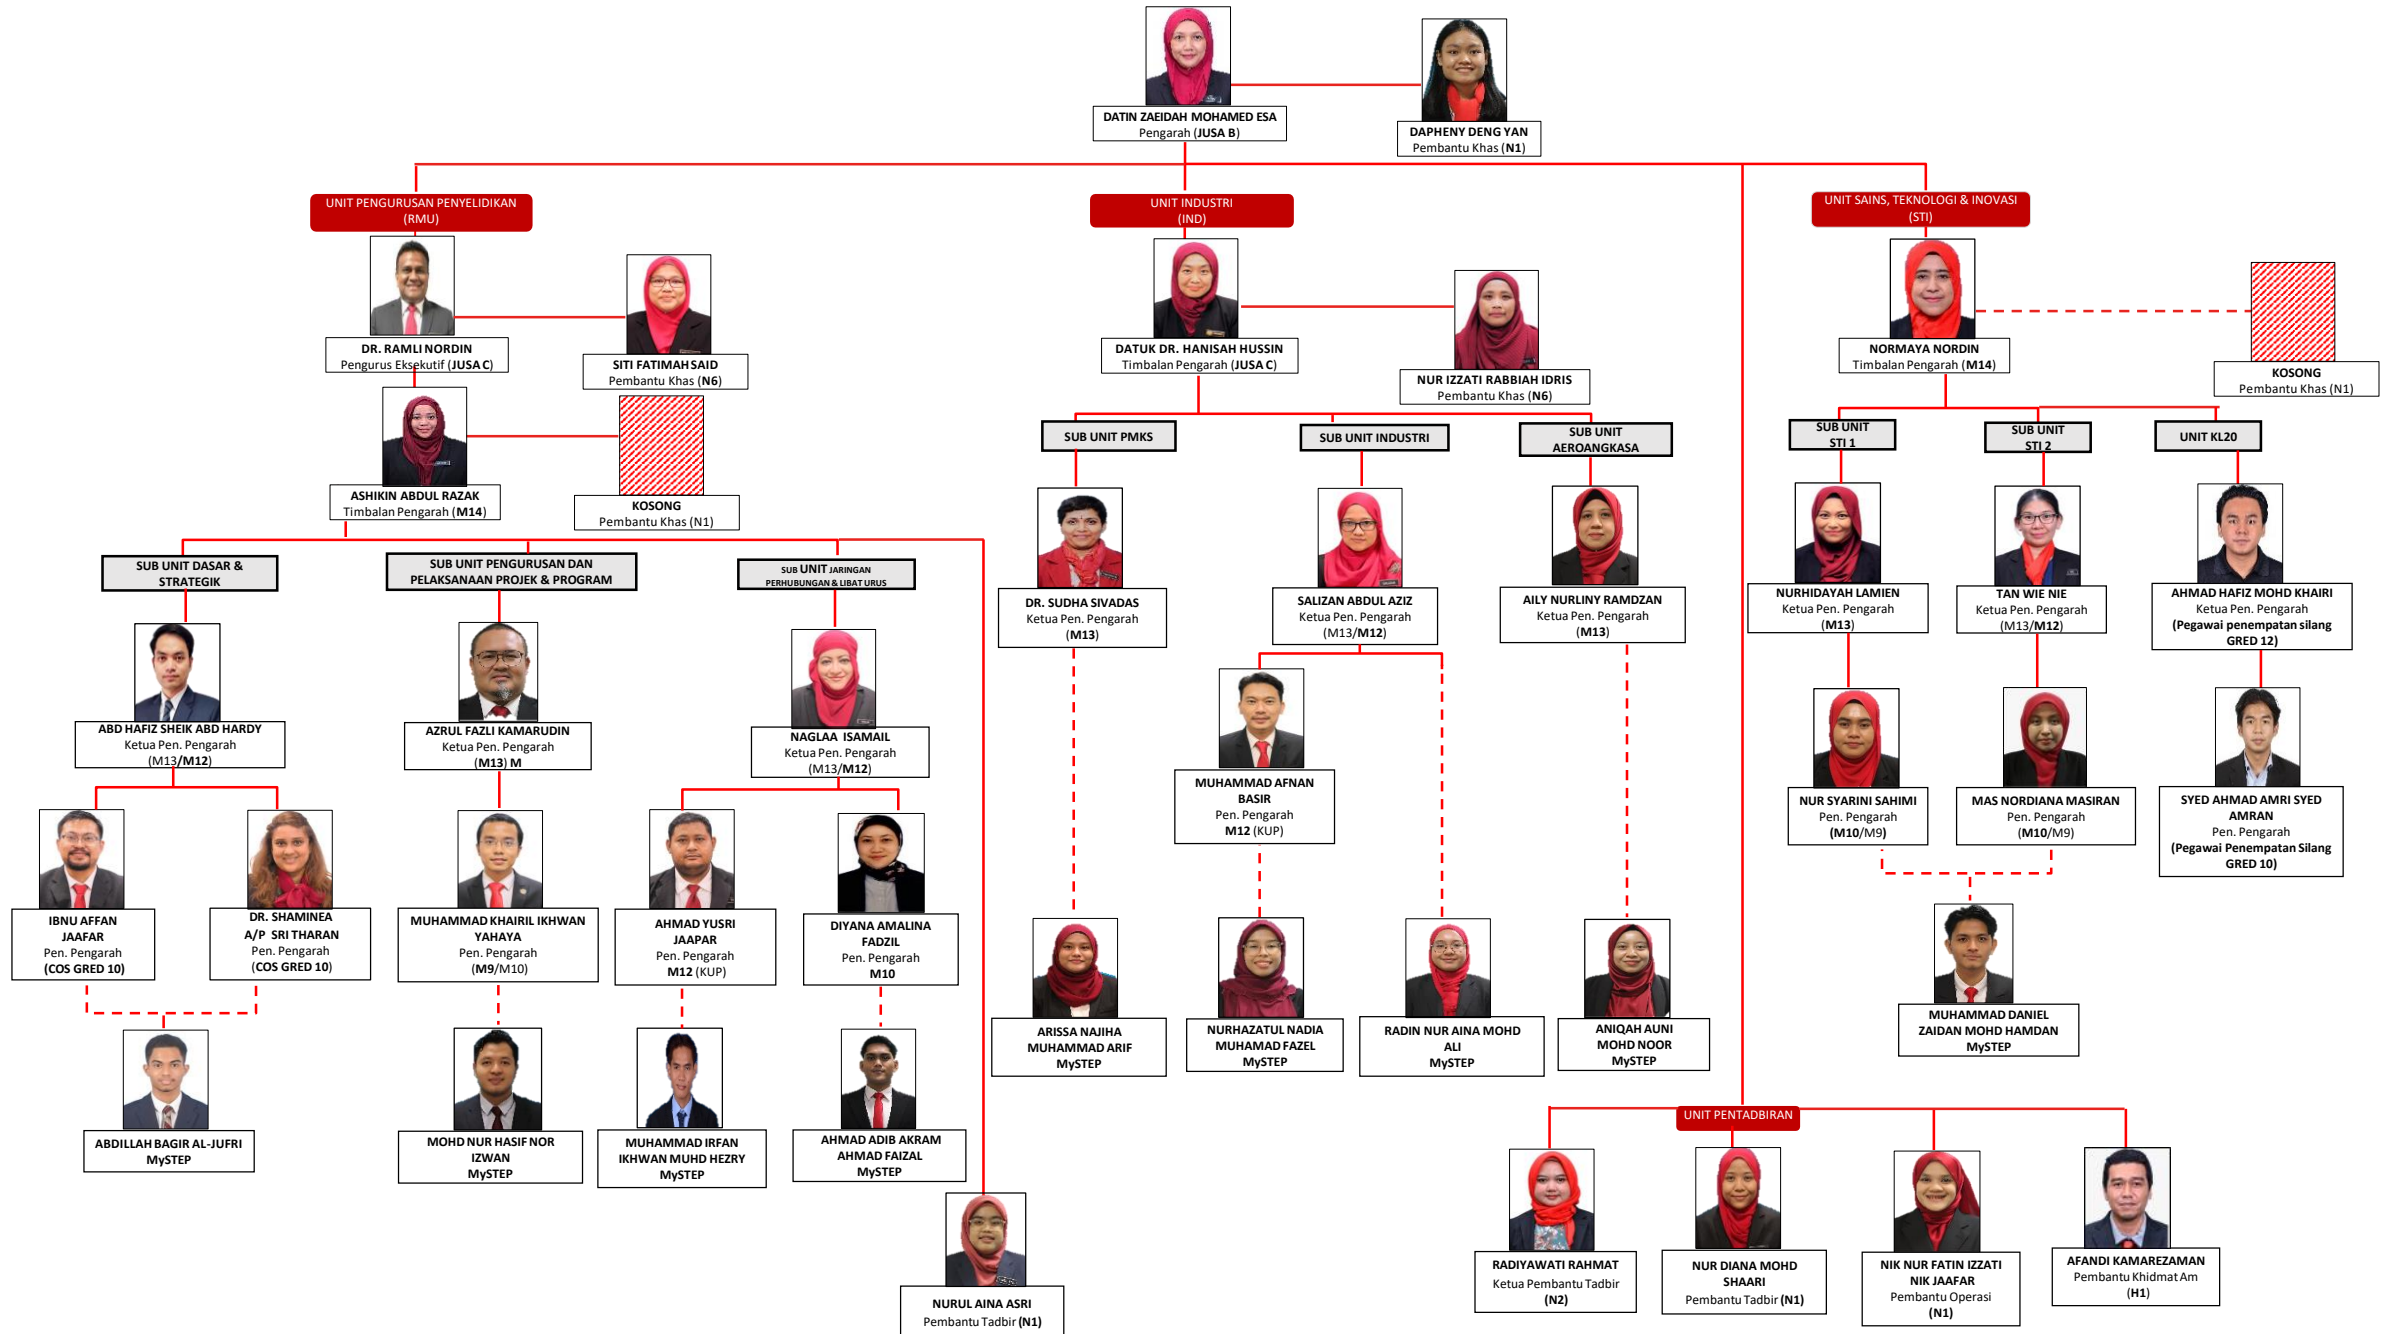 DATIN ZAEIDAH MOHAMED ESA
Pengarah (JUSA B)
DAPHENY DENG YAN
Pembantu Khas (N1)
UNIT PENGURUSAN PENYELIDIKAN
(RMU)
UNIT INDUSTRI
(IND)
UNIT SAINS, TEKNOLOGI & INOVASI
(STI)
DR. RAMLI NORDIN
Pengurus Eksekutif (JUSA C)
SITI FATIMAH SAID
Pembantu Khas (N6)
DATUK DR. HANISAH HUSSIN
Timbalan Pengarah (JUSA C)
NUR IZZATI RABBIAH IDRIS
Pembantu Khas (N6)
NORMAYA NORDIN
Timbalan Pengarah (M14)
KOSONG
Pembantu Khas (N1)
ASHIKIN ABDUL RAZAK
Timbalan Pengarah (M14)
KOSONG
Pembantu Khas (N1)
SUB UNIT PMKS
SUB UNIT INDUSTRI
SUB UNIT
AEROANGKASA
SUB UNIT
STI 1
SUB UNIT
STI 2
UNIT KL20
SUB UNIT DASAR &
STRATEGIK
SUB UNIT PENGURUSAN DAN
PELAKSANAAN PROJEK & PROGRAM
SUB UNIT JARINGAN
PERHUBUNGAN & LIBAT URUS
DR. SUDHA SIVADAS
Ketua Pen. Pengarah
(M13)
SALIZAN ABDUL AZIZ
Ketua Pen. Pengarah
(M13/M12)
AILY NURLINY RAMDZAN
Ketua Pen. Pengarah
(M13)
NURHIDAYAH LAMIEN
Ketua Pen. Pengarah
(M13)
TAN WIE NIE
Ketua Pen. Pengarah
(M13/M12)
AHMAD HAFIZ MOHD KHAIRI
Ketua Pen. Pengarah
(Pegawai penempatan silang
GRED 12)
ABD HAFIZ SHEIK ABD HARDY
Ketua Pen. Pengarah
(M13/M12)
AZRUL FAZLI KAMARUDIN
Ketua Pen. Pengarah
(M13) M
NAGLAA  ISAMAIL
Ketua Pen. Pengarah
(M13/M12)
MUHAMMAD AFNAN
BASIR
Pen. Pengarah
M12 (KUP)
NUR SYARINI SAHIMI
Pen. Pengarah
(M10/M9)
MAS NORDIANA MASIRAN
Pen. Pengarah
(M10/M9)
SYED AHMAD AMRI SYED
AMRAN
Pen. Pengarah
(Pegawai Penempatan Silang
GRED 10)
IBNU AFFAN
JAAFAR
Pen. Pengarah
(COS GRED 10)
DR. SHAMINEA
A/P  SRI THARAN
Pen. Pengarah
(COS GRED 10)
MUHAMMAD KHAIRIL IKHWAN
YAHAYA
Pen. Pengarah
(M9/M10)
AHMAD YUSRI
JAAPAR
Pen. Pengarah
M12 (KUP)
DIYANA AMALINA
FADZIL
Pen. Pengarah
M10
ARISSA NAJIHA
MUHAMMAD ARIF
MySTEP
NURHAZATUL NADIA
MUHAMAD FAZEL
MySTEP
RADIN NUR AINA MOHD
ALI
MySTEP
ANIQAH AUNI
MOHD NOOR
MySTEP
MUHAMMAD DANIEL
ZAIDAN MOHD HAMDAN
MySTEP
ABDILLAH BAGIR AL-JUFRI
MySTEP
MOHD NUR HASIF NOR
IZWAN
MySTEP
MUHAMMAD IRFAN
IKHWAN MUHD HEZRY
MySTEP
AHMAD ADIB AKRAM
AHMAD FAIZAL
MySTEP
UNIT PENTADBIRAN
NURUL AINA ASRI
Pembantu Tadbir (N1)
RADIYAWATI RAHMAT
Ketua Pembantu Tadbir
(N2)
NUR DIANA MOHD
SHAARI
Pembantu Tadbir (N1)
NIK NUR FATIN IZZATI
NIK JAAFAR
Pembantu Operasi
(N1)
AFANDI KAMAREZAMAN
Pembantu Khidmat Am
(H1)